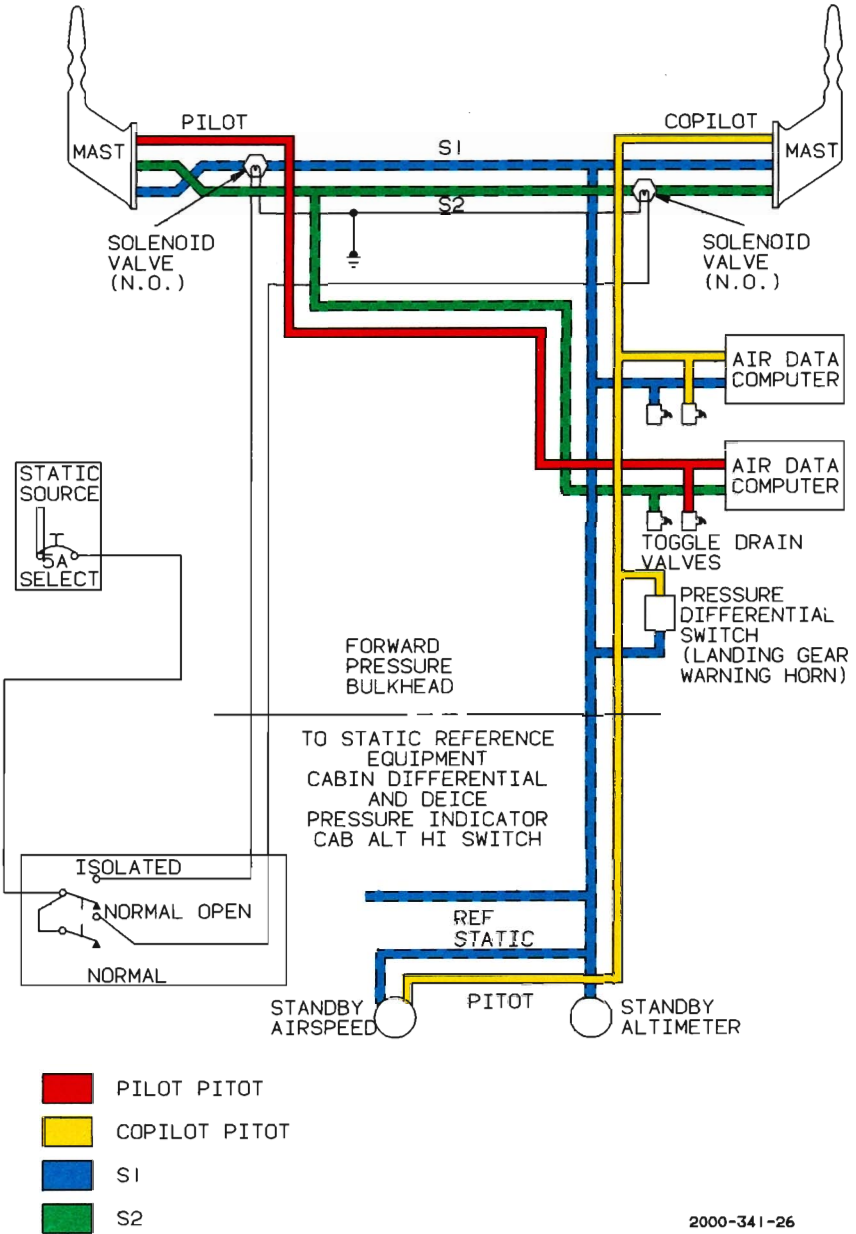 PILOT
COPILOT
MAST
S1
MAST
S2
SOLENOID
VALVE
(N.O.)
SOLENOID
VALVE
(N.O.)
AIR DATA
COMPUTER
AIR DATA
COMPUTER
TOGGLE DRAIN
VALVES
STATIC
SOURCE
T
5A
SELECT
PRESSURE
DIFFERENTIAL
SWITCH
(LANDING GEAR
WARNING HORN)
FORWARD
PRESSURE
BULKHEAD
TO STATIC REFERENCE
EQUIPMENT
CABIN DIFFERENTIAL
AND DEICE
PRESSURE INDICATOR
CAB ALT HI SWITCH
ISOLATED
NORMAL OPEN
NORMAL
REF
STATIC
PITOT
STANDBY
AIRSPEED
STANDBY
ALTIMETER
PILOT PITOT
COPILOT PITOT
S1
S2
2000-341-26